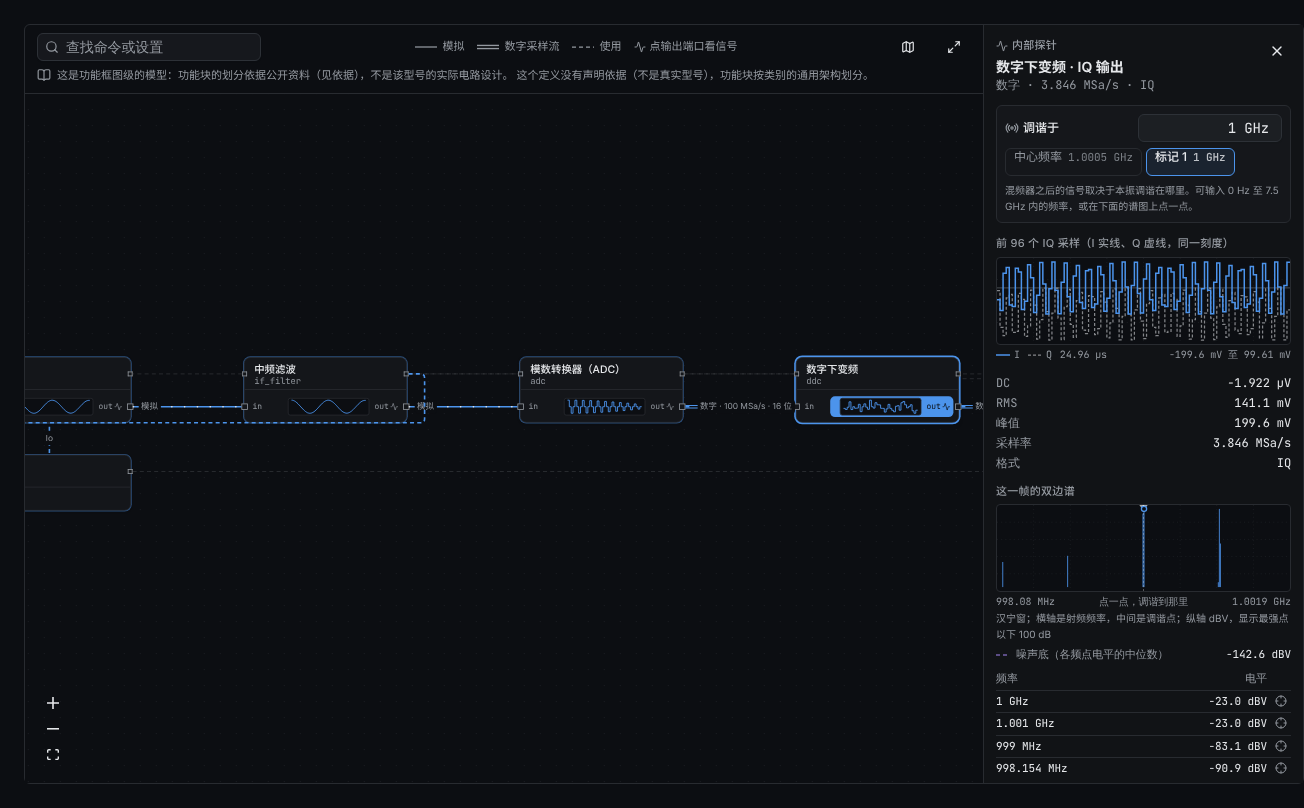 查找命令或设置
模拟 数字采样流 使用 点输出端口看信号
这是功能框图级的模型：功能块的划分依据公开资料（见依据），不是该型号的实际电路设计。 这个定义没有声明依据（不是真实型号），功能块按类别的通用架构划分。
out 模拟
lo
中频滤波
if_filter
in out 模拟
模数转换器（ADC）
adc
in out 数字 · 100 MSa/s · 16 位
数字下变频
ddc
in out 数
内部探针
数字下变频 · IQ 输出
数字 · 3.846 MSa/s · IQ
调谐于 1 GHz
中心频率 1.0005 GHz 标记 1 1 GHz
混频器之后的信号取决于本振调谐在哪里。可输入 0 Hz 至 7.5
GHz 内的频率，或在下面的谱图上点一点。
前 96 个 IQ 采样（I 实线、Q 虚线，同一刻度）
I Q 24.96 µs -199.6 mV 至 99.61 mV
DC -1.922 µV
RMS 141.1 mV
峰值 199.6 mV
采样率 3.846 MSa/s
格式 IQ
这一帧的双边谱
998.08 MHz 点一点，调谐到那里 1.0019 GHz
汉宁窗；横轴是射频频率，中间是调谐点；纵轴 dBV，显示最强点
以下 100 dB
噪声底（各频点电平的中位数） -142.6 dBV
频率 电平
1 GHz -23.0 dBV
1.001 GHz -23.0 dBV
999 MHz -83.1 dBV
998.154 MHz -90.9 dBV